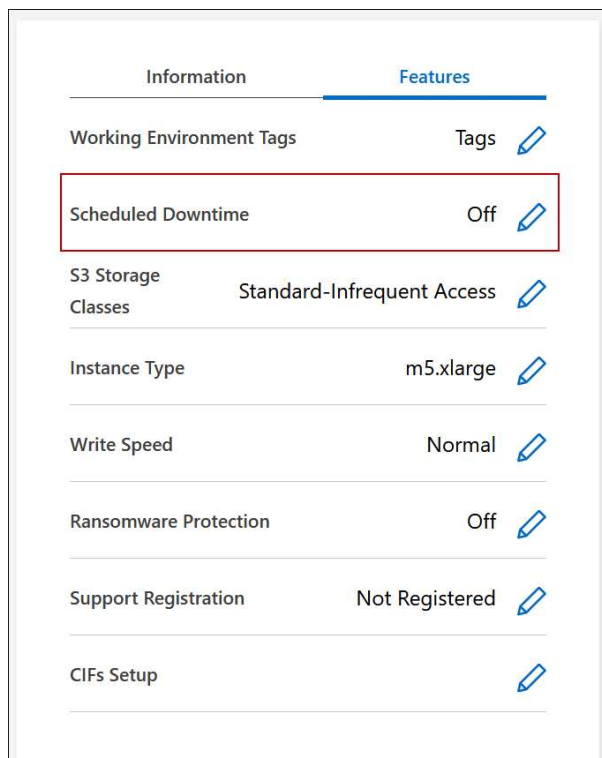 Information Features
Working Environment Tags Tags
Scheduled Downtime Off
S3 Storage
Classes Standard-Infrequent Access
Instance Type m5.xlarge
Write Speed Normal
Ransomware Protection Off
Support Registration Not Registered
CIFs Setup